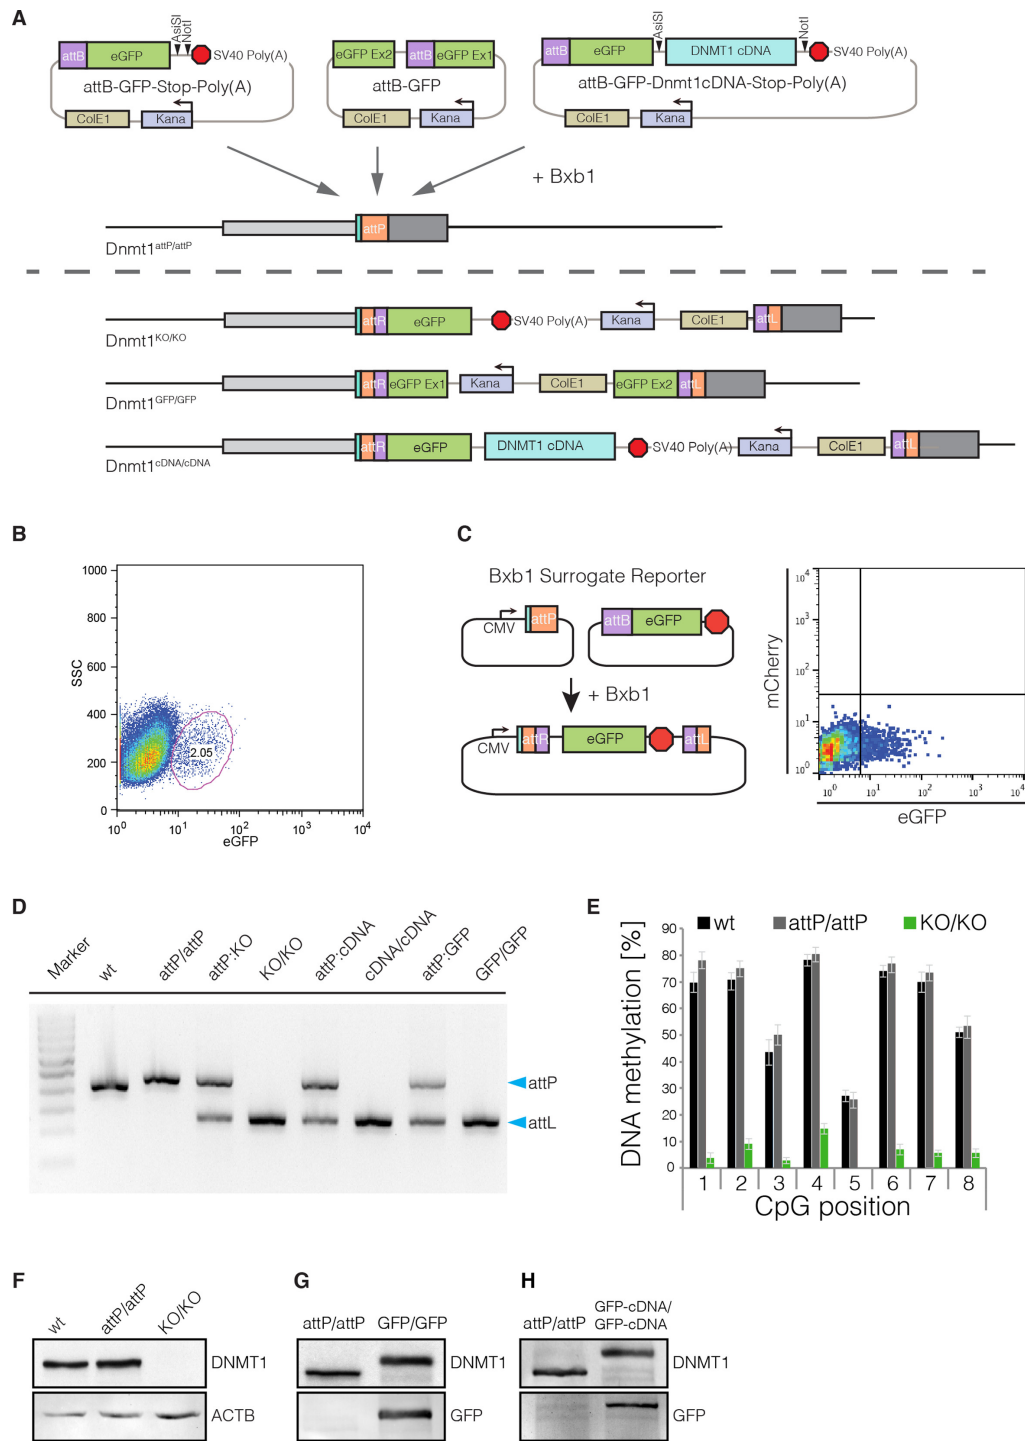 A
attB eGFP AsiSI NotI SV40 Poly(A)
attB-GFP-Stop-Poly(A)
ColE1 Kana
eGFP Ex2 attB eGFP Ex1
attB-GFP
ColE1 Kana
attB eGFP AsiSI DNMT1 cDNA NotI SV40 Poly(A)
attB-GFP-Dnmt1cDNA-Stop-Poly(A)
ColE1 Kana
+ Bxb1
attP
Dnmt1attP/attP
attR eGFP SV40 Poly(A) Kana ColE1 attL
Dnmt1KO/KO
attR eGFP Ex1 Kana ColE1 eGFP Ex2 attL
Dnmt1GFP/GFP
attR eGFP DNMT1 cDNA SV40 Poly(A) Kana ColE1 attL
Dnmt1cDNA/cDNA
B
1000
800
600
400
200
0
SSC
2.05
10^0 10^1 10^2 10^3 10^4
eGFP
C
Bxb1 Surrogate Reporter
CMV attP
attB eGFP
+ Bxb1
CMV attR eGFP attL
mCherry
10^4
10^3
10^2
10^1
10^0
10^0 10^1 10^2 10^3 10^4
eGFP
D
Marker wt attP/attP attP:KO KO/KO attP:cDNA cDNA/cDNA attP:GFP GFP/GFP
attP
attL
E
wt attP/attP KO/KO
DNA methylation [%]
90
80
70
60
50
40
30
20
10
0
1 2 3 4 5 6 7 8
CpG position
F
wt attP/attP KO/KO
DNMT1
ACTB
G
attP/attP GFP/GFP
DNMT1
GFP
H
attP/attP GFP-cDNA/
GFP-cDNA
DNMT1
GFP